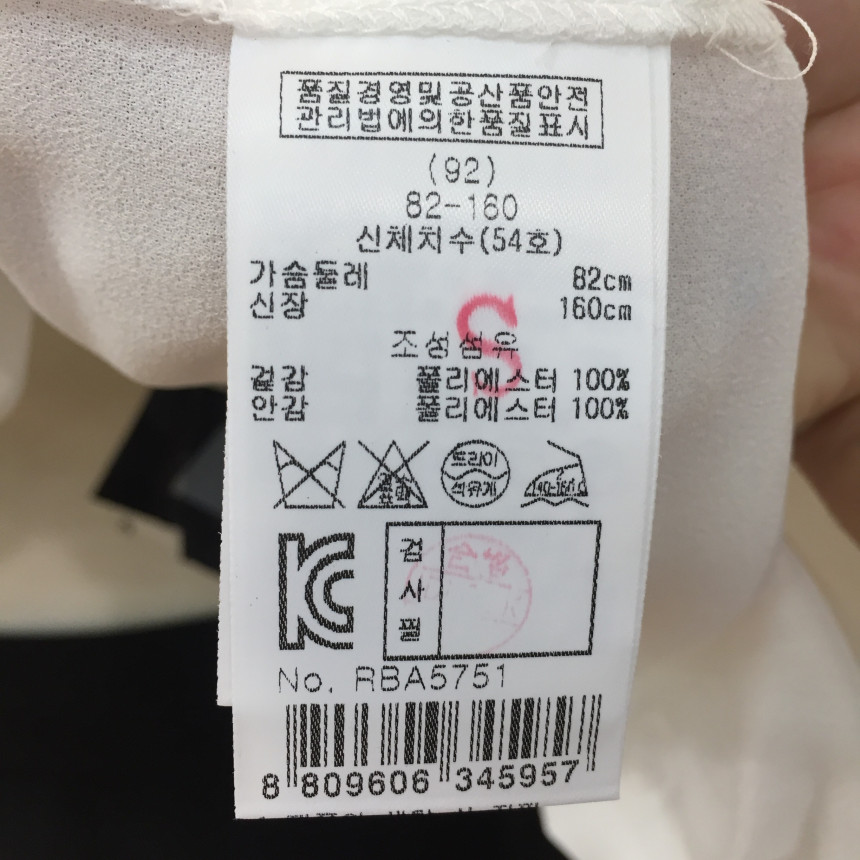 품질경영및공산품안전
관리법에의한품질표시
(92)
82-160
신체치수(54호)
가슴둘레 82cm
신장 160cm
S
조성섬유
겉감 폴리에스터 100%
안감 폴리에스터 100%
드라이
석유계
140-160℃
KC
검
사
필
No. RBA5751
8 809606 345957